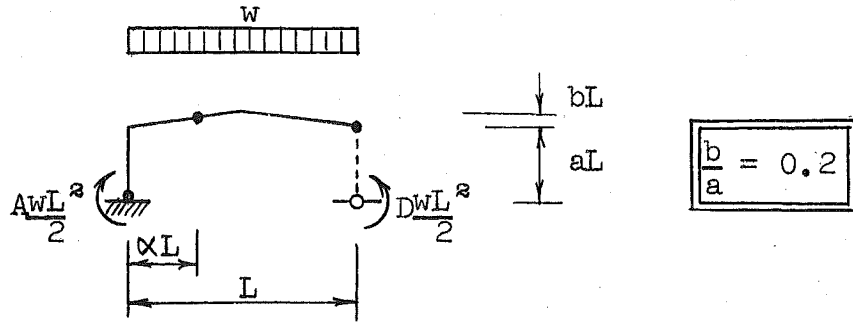 w
bL
aL
b/a = 0.2
AwL²/2
DwL²/2
αL
L